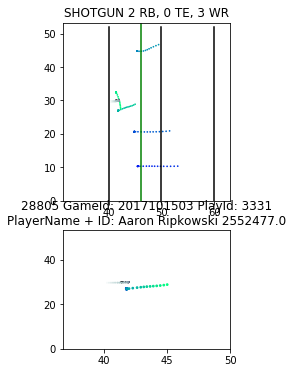 SHOTGUN 2 RB, 0 TE, 3 WR
50
40
30
20
10
0
40 50 60
28805 GameId: 2017101503 PlayId: 3331
PlayerName + ID: Aaron Ripkowski 2552477.0
40
20
0
40 45 50